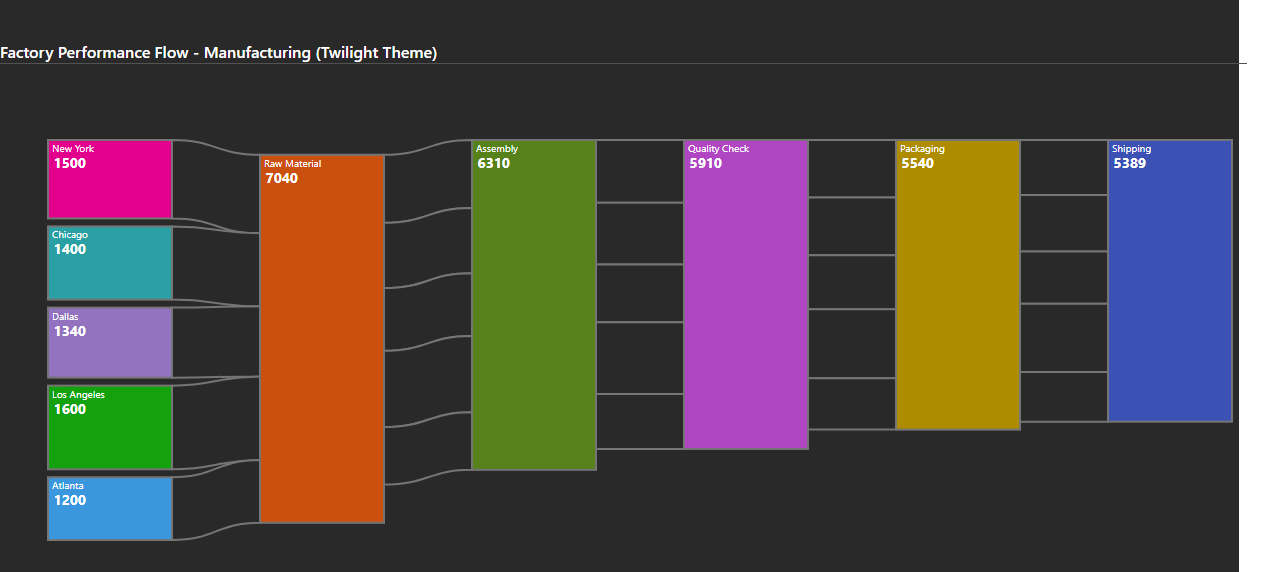 Factory Performance Flow - Manufacturing (Twilight Theme)
New York
1500
Chicago
1400
Dallas
1340
Los Angeles
1600
Atlanta
1200
Raw Material
7040
Assembly
6310
Quality Check
5910
Packaging
5540
Shipping
5389